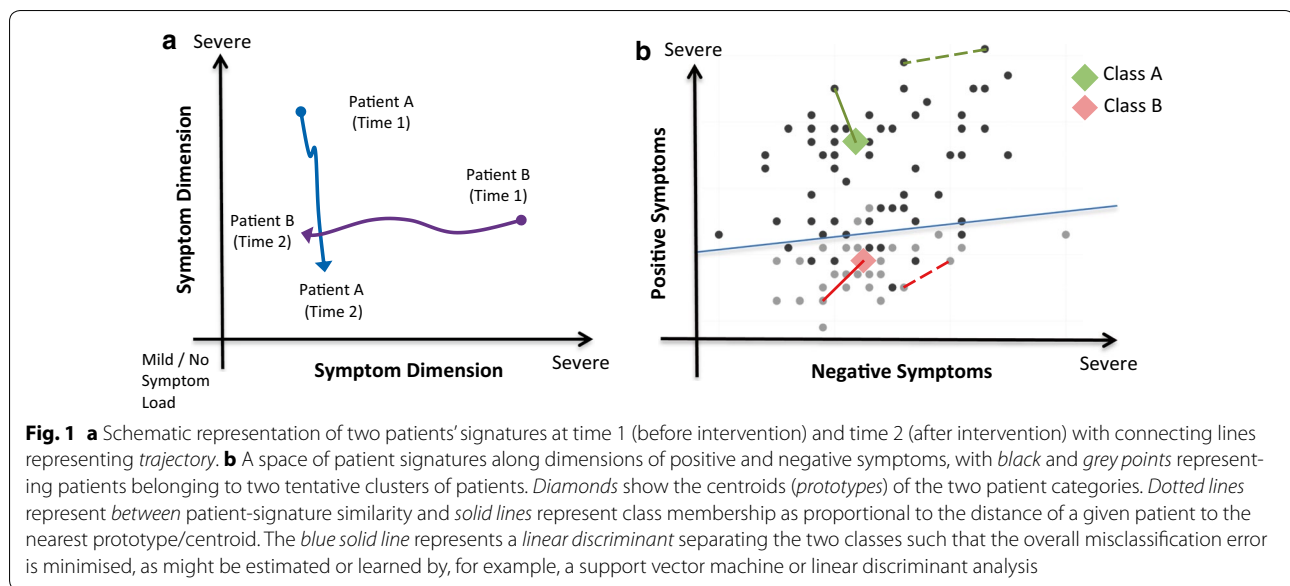 a
Severe
Symptom Dimension
Patient A
(Time 1)
Patient B
(Time 1)
Patient B
(Time 2)
Patient A
(Time 2)
Mild / No
Symptom
Load
Symptom Dimension
Severe
b
Severe
Positive Symptoms
Class A
Class B
Negative Symptoms
Severe
Fig. 1 a Schematic representation of two patients' signatures at time 1 (before intervention) and time 2 (after intervention) with connecting lines
representing trajectory. b A space of patient signatures along dimensions of positive and negative symptoms, with black and grey points represent-
ing patients belonging to two tentative clusters of patients. Diamonds show the centroids (prototypes) of the two patient categories. Dotted lines
represent between patient-signature similarity and solid lines represent class membership as proportional to the distance of a given patient to the
nearest prototype/centroid. The blue solid line represents a linear discriminant separating the two classes such that the overall misclassification error
is minimised, as might be estimated or learned by, for example, a support vector machine or linear discriminant analysis